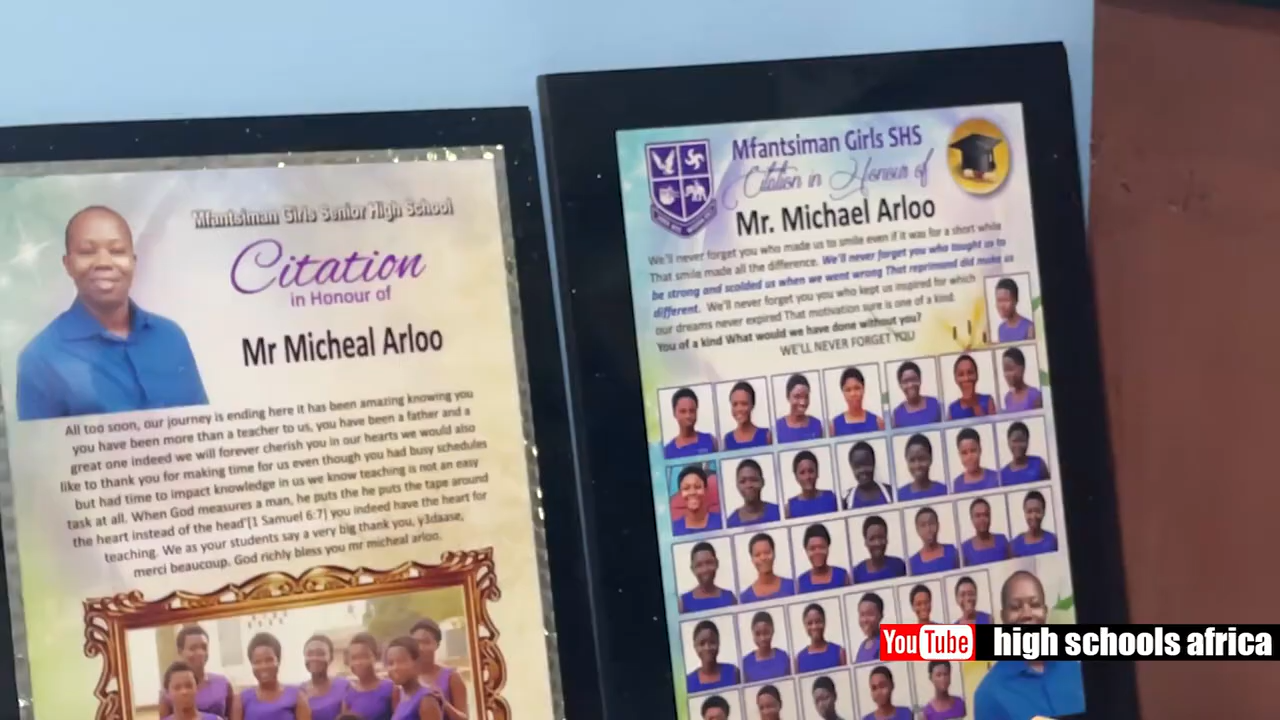 Mfantsiman Girls Senior High School
Citation
in Honour of
Mr Micheal Arloo
All too soon, our journey is ending here it has been amazing knowing you
you have been more than a teacher to us, you have been a father and a
great one indeed we will forever cherish you in our hearts we would also
like to thank you for making time for us even though you had busy schedules
but had time to impact knowledge in us we know teaching is not an easy
task at all. When God measures a man, he puts the he puts the tape around
the heart instead of the head"[1 Samuel 6:7] you indeed have the heart for
teaching. We as your students say a very big thank you, y3daase,
merci beaucoup. God richly bless you mr micheal arloo.
Mfantsiman Girls SHS
Citation in Honour of
Mr. Michael Arloo
We'll never forget you who made us to smile even if it was for a short while
That smile made all the difference. We'll never forget you who taught us to
be strong and scolded us when we went wrong That reprimand did make us
different. We'll never forget you you who kept us inspired for which
our dreams never expired That motivation sure is one of a kind.
You of a kind What would we have done without you?
WE'LL NEVER FORGET YOU
YouTube high schools africa